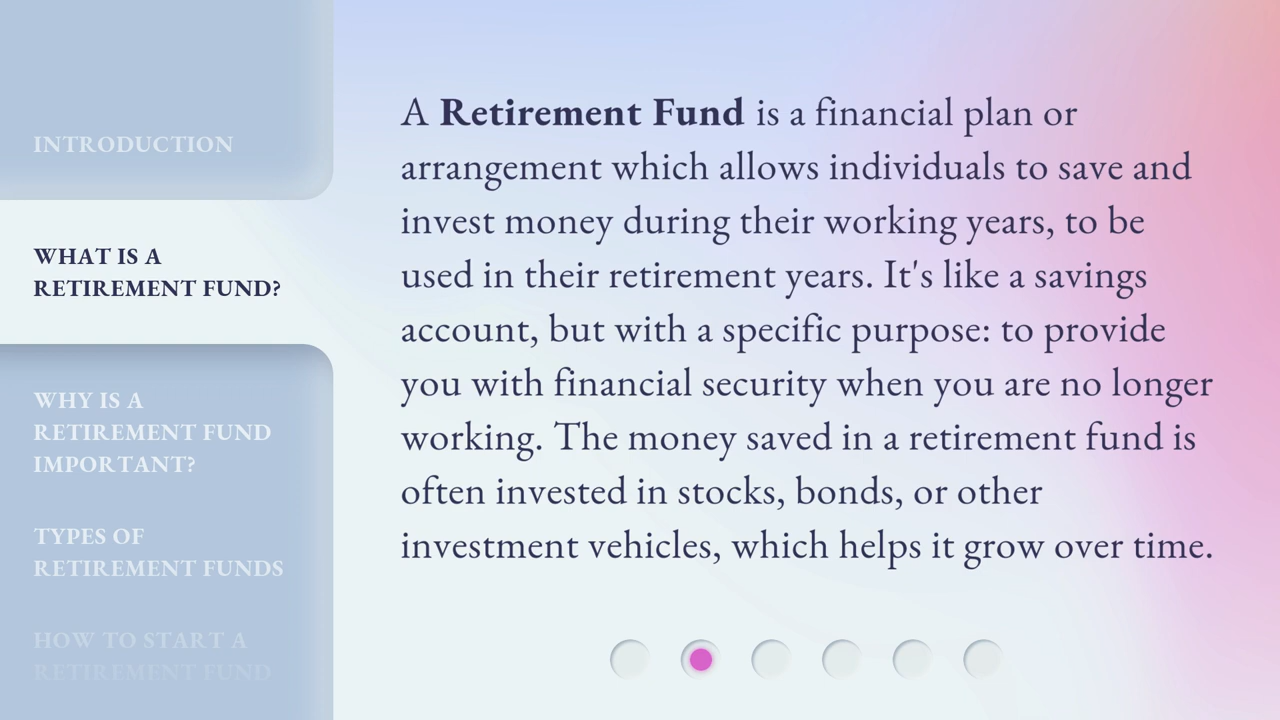 INTRODUCTION
WHAT IS A
RETIREMENT FUND?
WHY IS A
RETIREMENT FUND
IMPORTANT?
TYPES OF
RETIREMENT FUNDS
HOW TO START A
RETIREMENT FUND
A Retirement Fund is a financial plan or
arrangement which allows individuals to save and
invest money during their working years, to be
used in their retirement years. It's like a savings
account, but with a specific purpose: to provide
you with financial security when you are no longer
working. The money saved in a retirement fund is
often invested in stocks, bonds, or other
investment vehicles, which helps it grow over time.